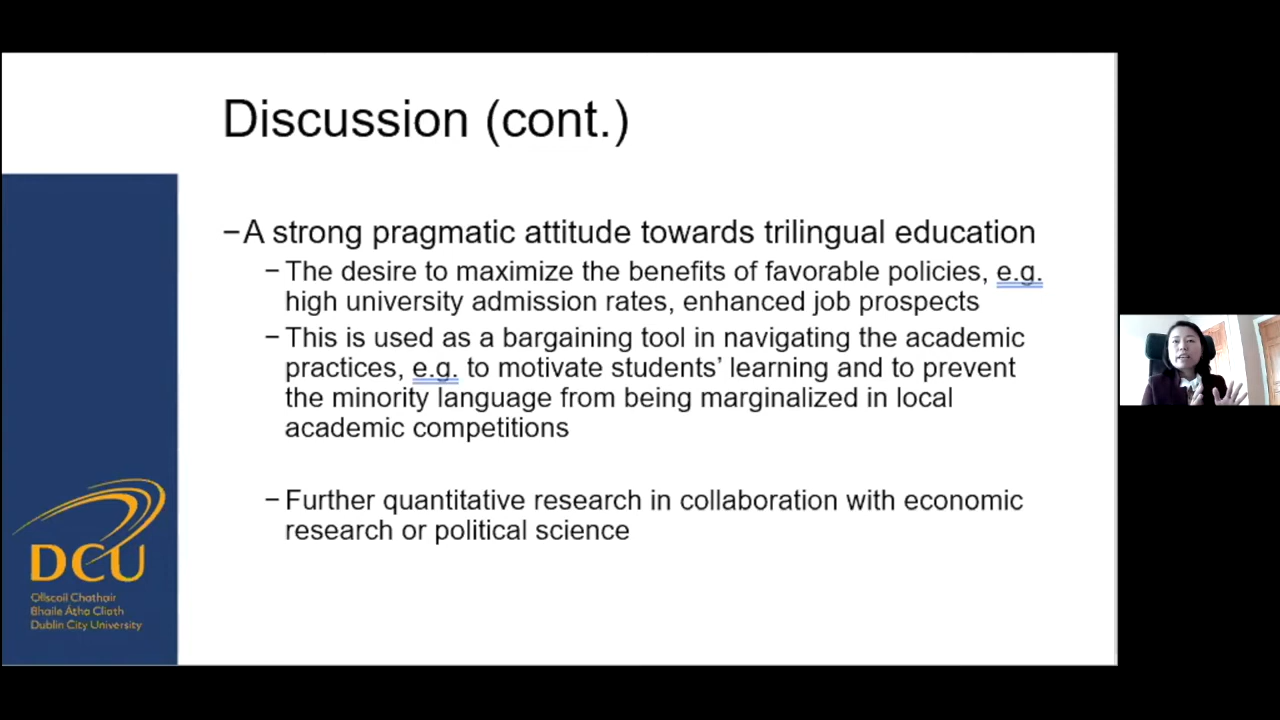 Discussion (cont.)
–A strong pragmatic attitude towards trilingual education
– The desire to maximize the benefits of favorable policies, e.g.
high university admission rates, enhanced job prospects
– This is used as a bargaining tool in navigating the academic
practices, e.g. to motivate students’ learning and to prevent
the minority language from being marginalized in local
academic competitions
– Further quantitative research in collaboration with economic
research or political science
DCU
Ollscoil Chathair
Bhaile Átha Cliath
Dublin City University